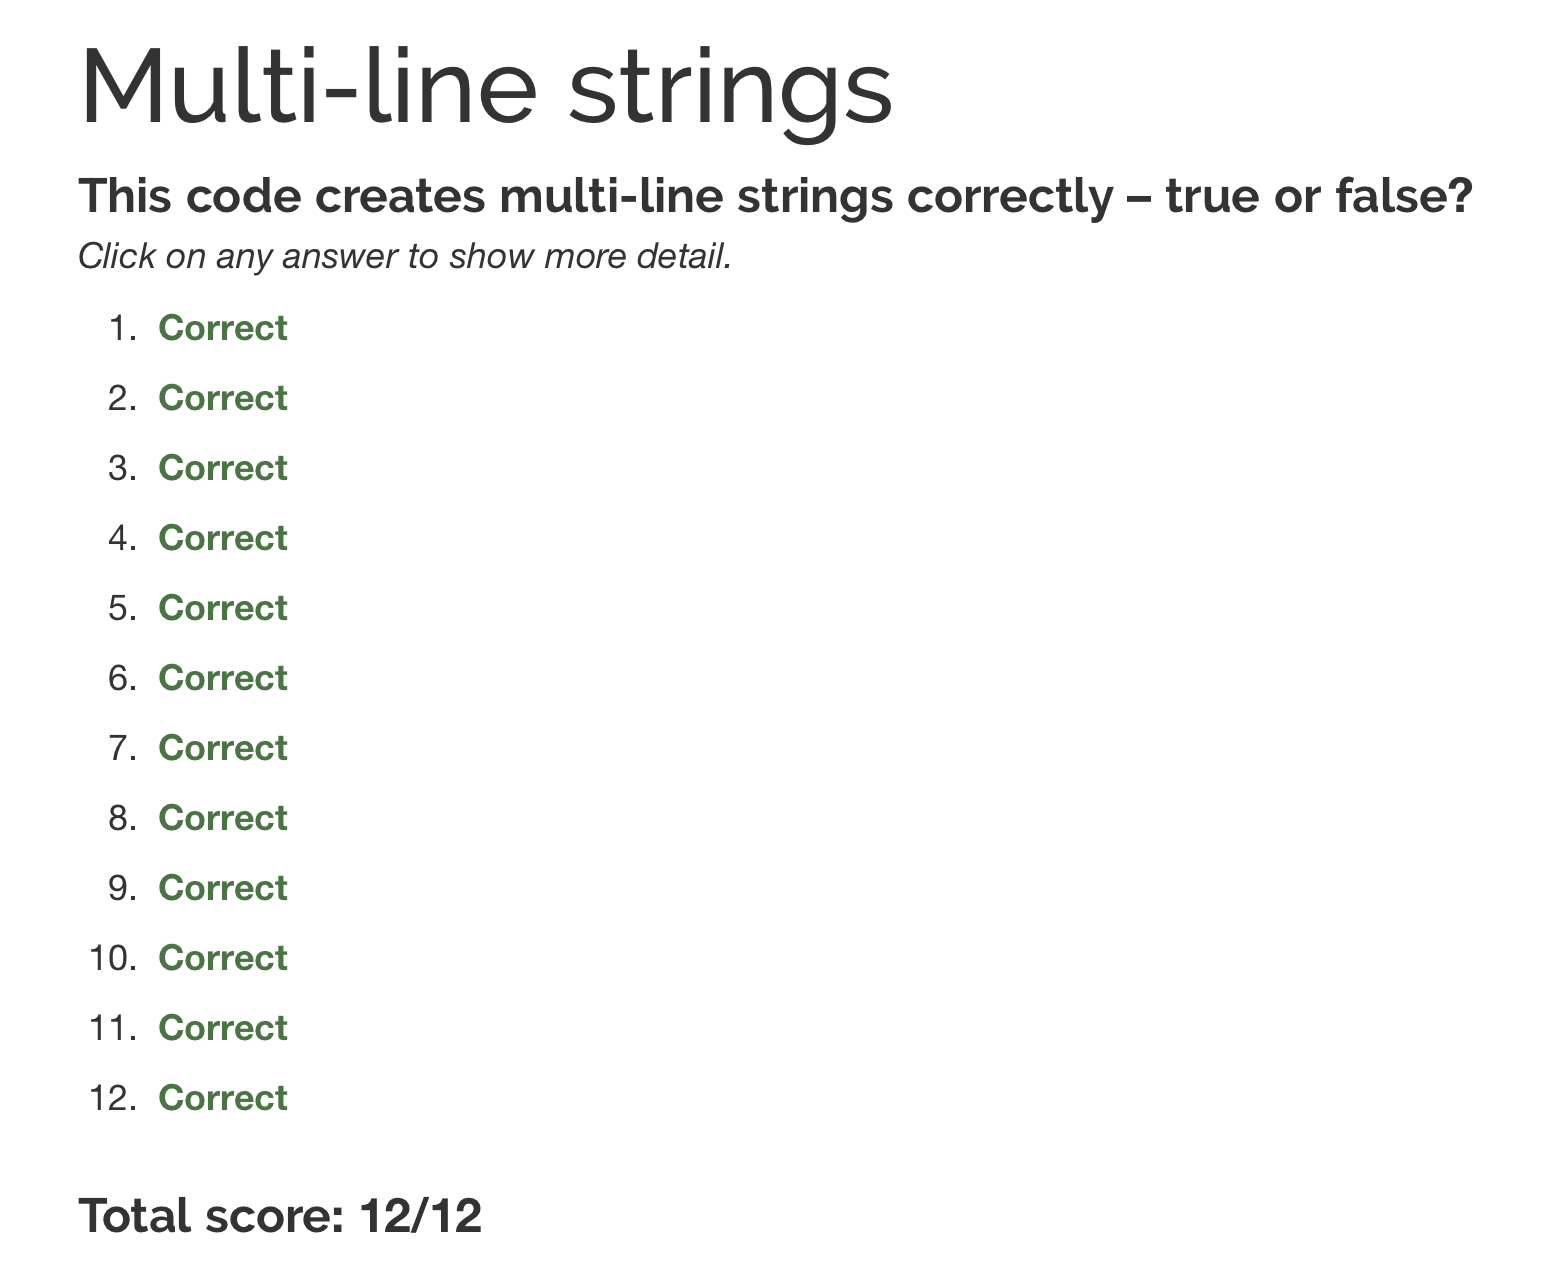 Multi-line strings
This code creates multi-line strings correctly – true or false?
Click on any answer to show more detail.
1. Correct
2. Correct
3. Correct
4. Correct
5. Correct
6. Correct
7. Correct
8. Correct
9. Correct
10. Correct
11. Correct
12. Correct
Total score: 12/12